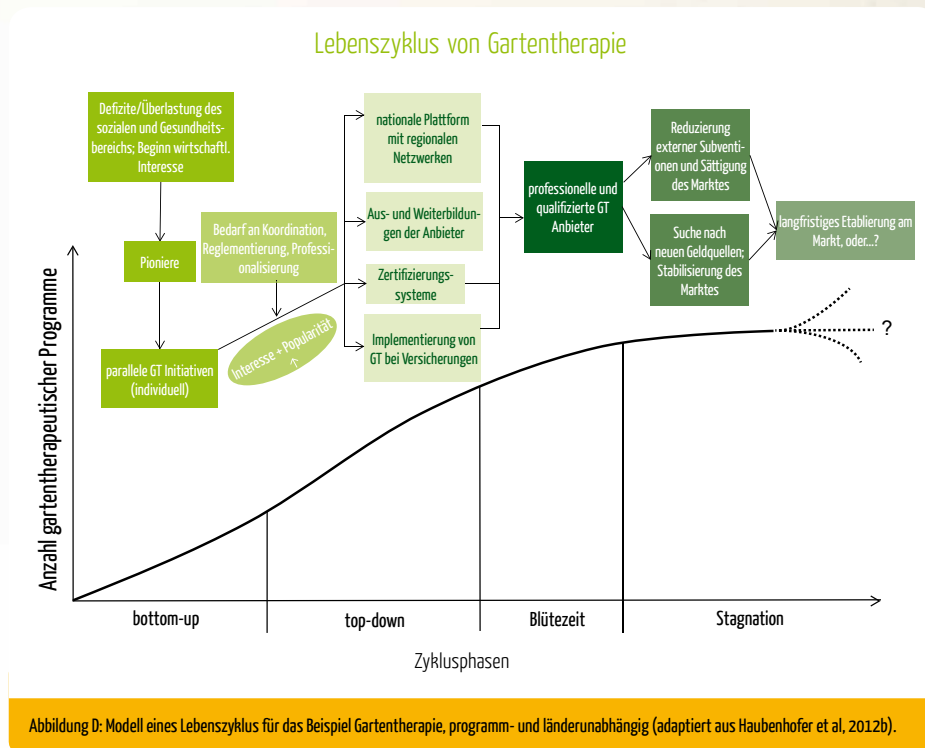 Lebenszyklus von Gartentherapie
Defizite/Überlastung des
sozialen und Gesundheits-
bereichs; Beginn wirtschaftl.
Interesse
Pioniere
parallele GT Initiativen
(individuell)
Bedarf an Koordination,
Reglementierung, Professi-
onalisierung
Interesse + Popularität
↑
nationale Plattform
mit regionalen
Netzwerken
Aus- und Weiterbildun-
gen der Anbieter
Zertifizierungs-
systeme
Implementierung von
GT bei Versicherungen
professionelle und
qualifizierte GT
Anbieter
Reduzierung
externer Subventi-
onen und Sättigung
des Marktes
Suche nach
neuen Geldquellen;
Stabilisierung des
Marktes
langfristiges Etablierung am
Markt, oder...?
?
Anzahl gartentherapeutischer Programme
bottom-up
top-down
Blütezeit
Stagnation
Zyklusphasen
Abbildung D: Modell eines Lebenszyklus für das Beispiel Gartentherapie, programm- und länderunabhängig (adaptiert aus Haubenhofer et al, 2012b).